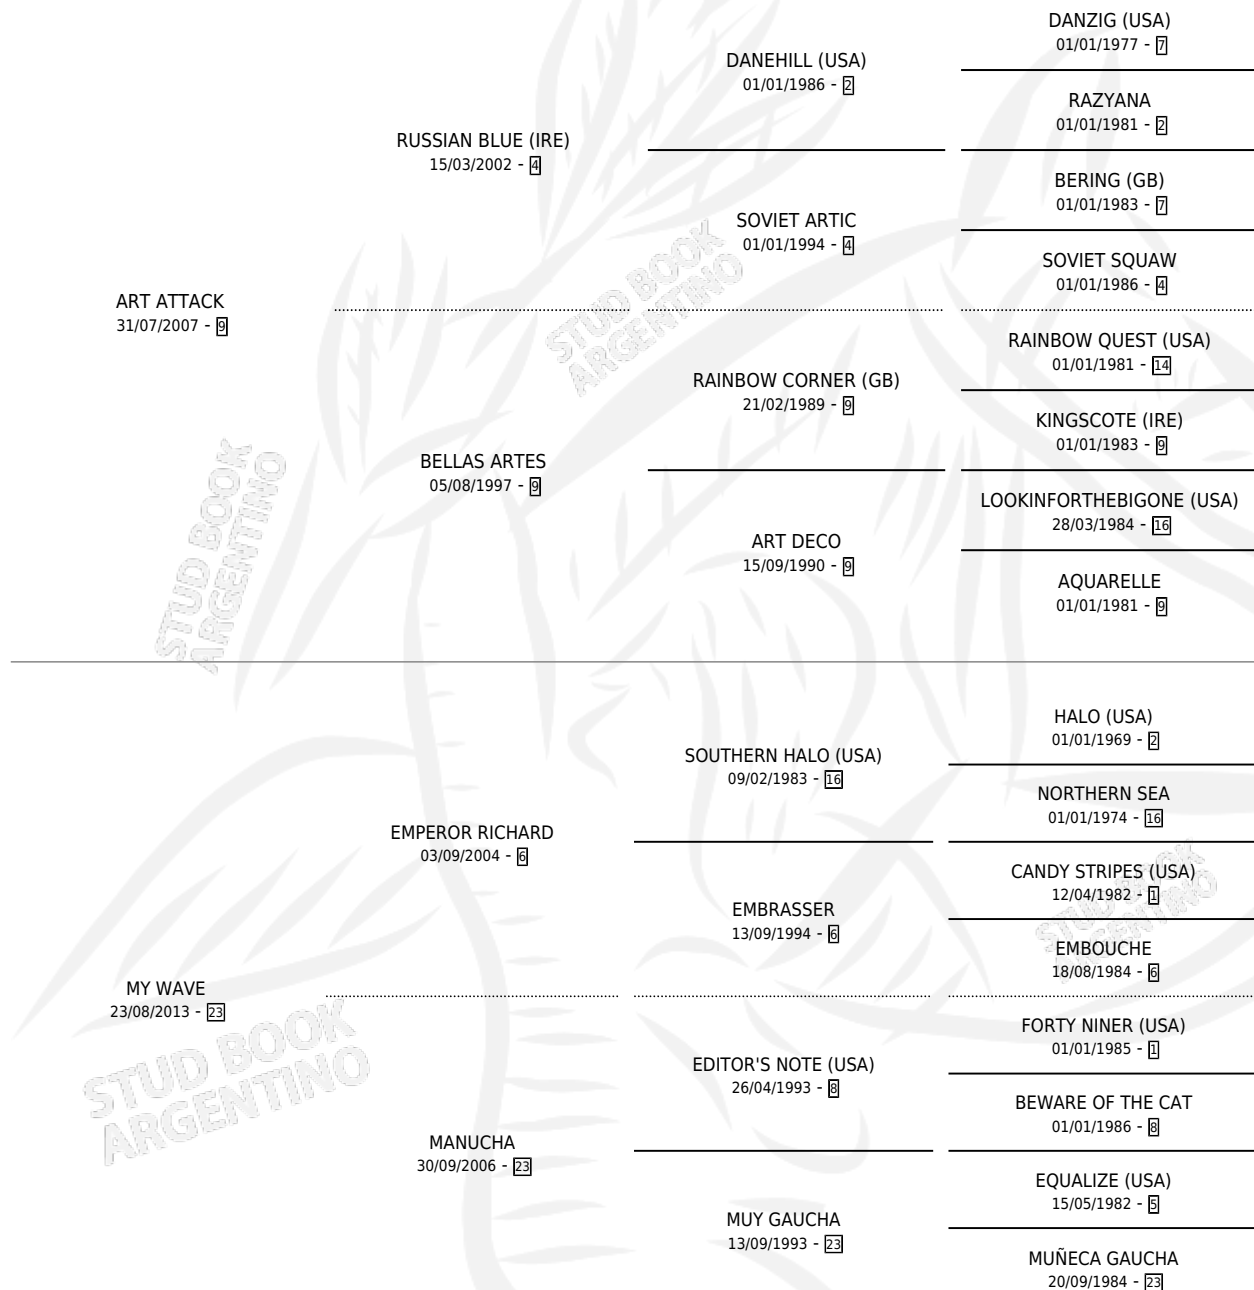 DANZIG (USA)
01/01/1977 - 7
DANEHILL (USA)
01/01/1986 - 2
RAZYANA
01/01/1981 - 2
RUSSIAN BLUE (IRE)
15/03/2002 - 4
BERING (GB)
01/01/1983 - 7
SOVIET ARTIC
01/01/1994 - 4
SOVIET SQUAW
01/01/1986 - 4
ART ATTACK
31/07/2007 - 9
RAINBOW QUEST (USA)
01/01/1981 - 14
RAINBOW CORNER (GB)
21/02/1989 - 9
KINGSCOTE (IRE)
01/01/1983 - 9
BELLAS ARTES
05/08/1997 - 9
LOOKINFORTHEBIGONE (USA)
28/03/1984 - 16
ART DECO
15/09/1990 - 9
AQUARELLE
01/01/1981 - 9
HALO (USA)
01/01/1969 - 2
SOUTHERN HALO (USA)
09/02/1983 - 16
NORTHERN SEA
01/01/1974 - 16
EMPEROR RICHARD
03/09/2004 - 6
CANDY STRIPES (USA)
12/04/1982 - 1
EMBRASSER
13/09/1994 - 6
EMBOUCHE
18/08/1984 - 6
MY WAVE
23/08/2013 - 23
FORTY NINER (USA)
01/01/1985 - 1
EDITOR'S NOTE (USA)
26/04/1993 - 8
BEWARE OF THE CAT
01/01/1986 - 8
MANUCHA
30/09/2006 - 23
EQUALIZE (USA)
15/05/1982 - 5
MUY GAUCHA
13/09/1993 - 23
MUÑECA GAUCHA
20/09/1984 - 23
STUD BOOK
ARGENTINO
STUD BOOK
ARGENTINO
STUD BOOK
ARGENTINO
STUD BOOK
ARGENTINO